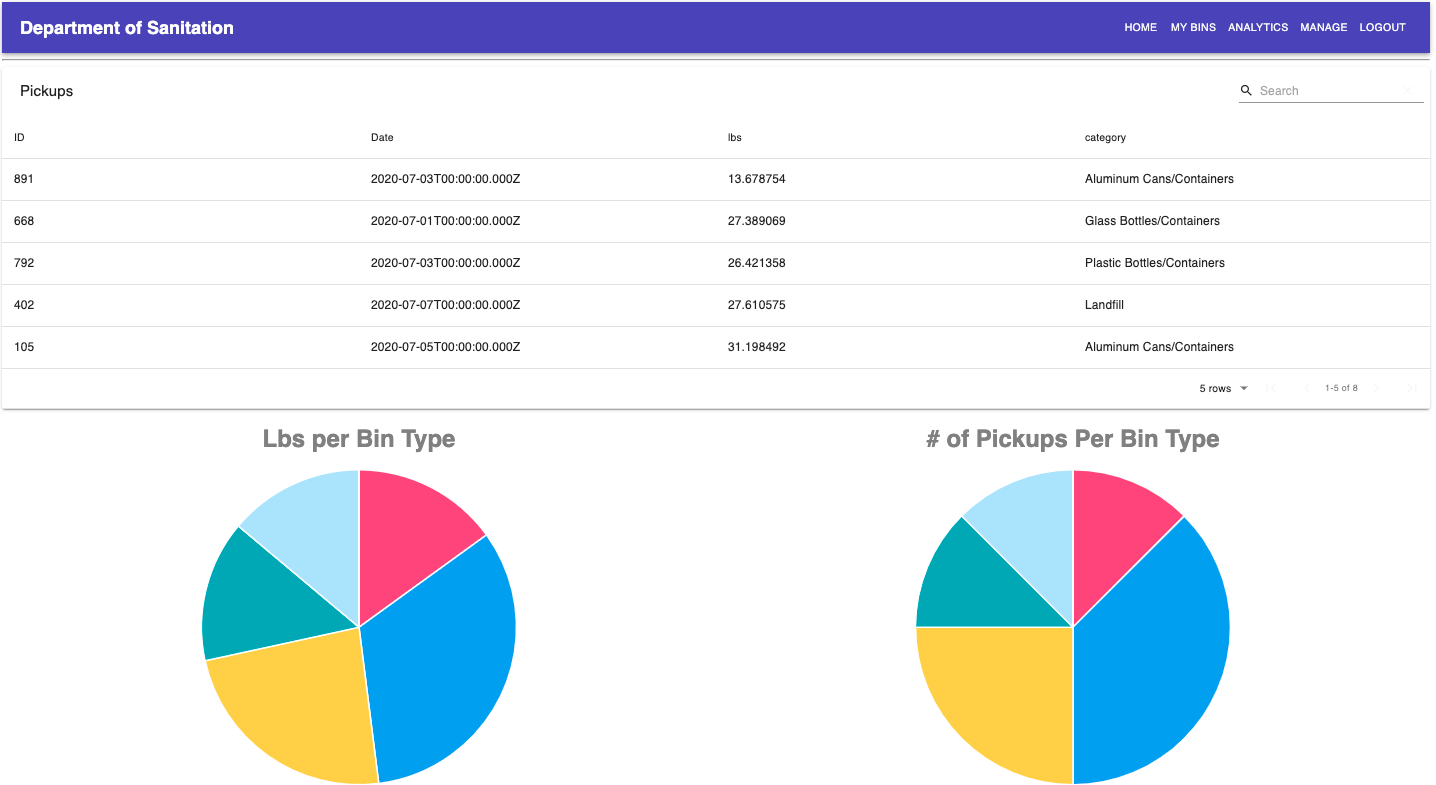 Department of Sanitation HOME MY BINS ANALYTICS MANAGE LOGOUT
Pickups Search
ID Date lbs category
891 2020-07-03T00:00:00.000Z 13.678754 Aluminum Cans/Containers
668 2020-07-01T00:00:00.000Z 27.389069 Glass Bottles/Containers
792 2020-07-03T00:00:00.000Z 26.421358 Plastic Bottles/Containers
402 2020-07-07T00:00:00.000Z 27.610575 Landfill
105 2020-07-05T00:00:00.000Z 31.198492 Aluminum Cans/Containers
5 rows 1-5 of 8
Lbs per Bin Type # of Pickups Per Bin Type